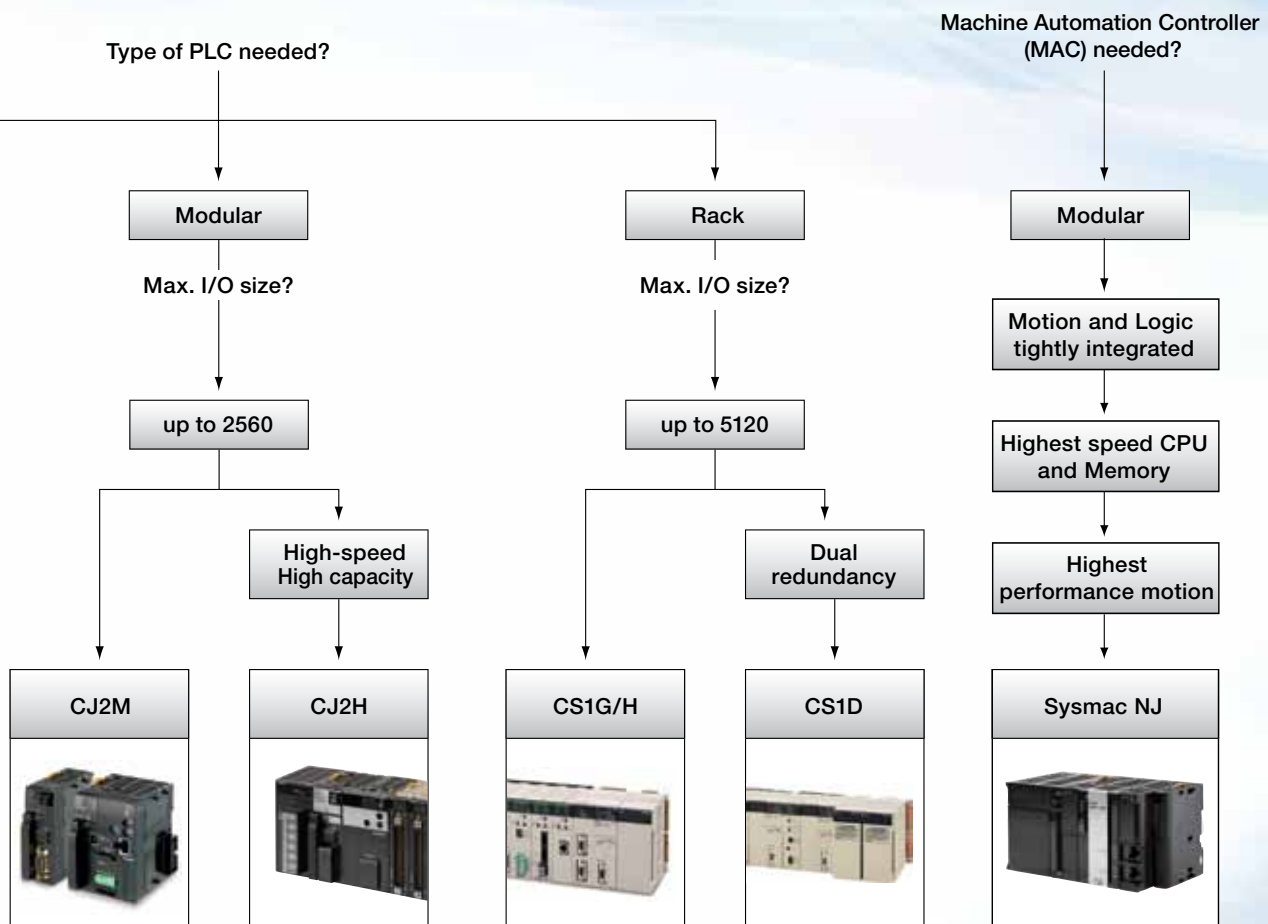 Type of PLC needed?
Machine Automation Controller
(MAC) needed?
Modular
Rack
Modular
Max. I/O size?
Max. I/O size?
Motion and Logic
tightly integrated
up to 2560
up to 5120
Highest speed CPU
and Memory
High-speed
High capacity
Dual
redundancy
Highest
performance motion
CJ2M
CJ2H
CS1G/H
CS1D
Sysmac NJ